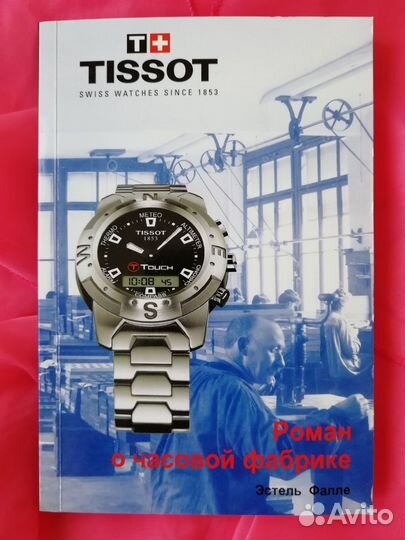 T+
TISSOT
SWISS WATCHES SINCE 1853
N
METEO
THERMO
ALTIMETER
TISSOT
1853
E
T TOUCH
10:08 45
COMPASS
S
Роман
о часовой фабрике
Эстель Фалле
Avito